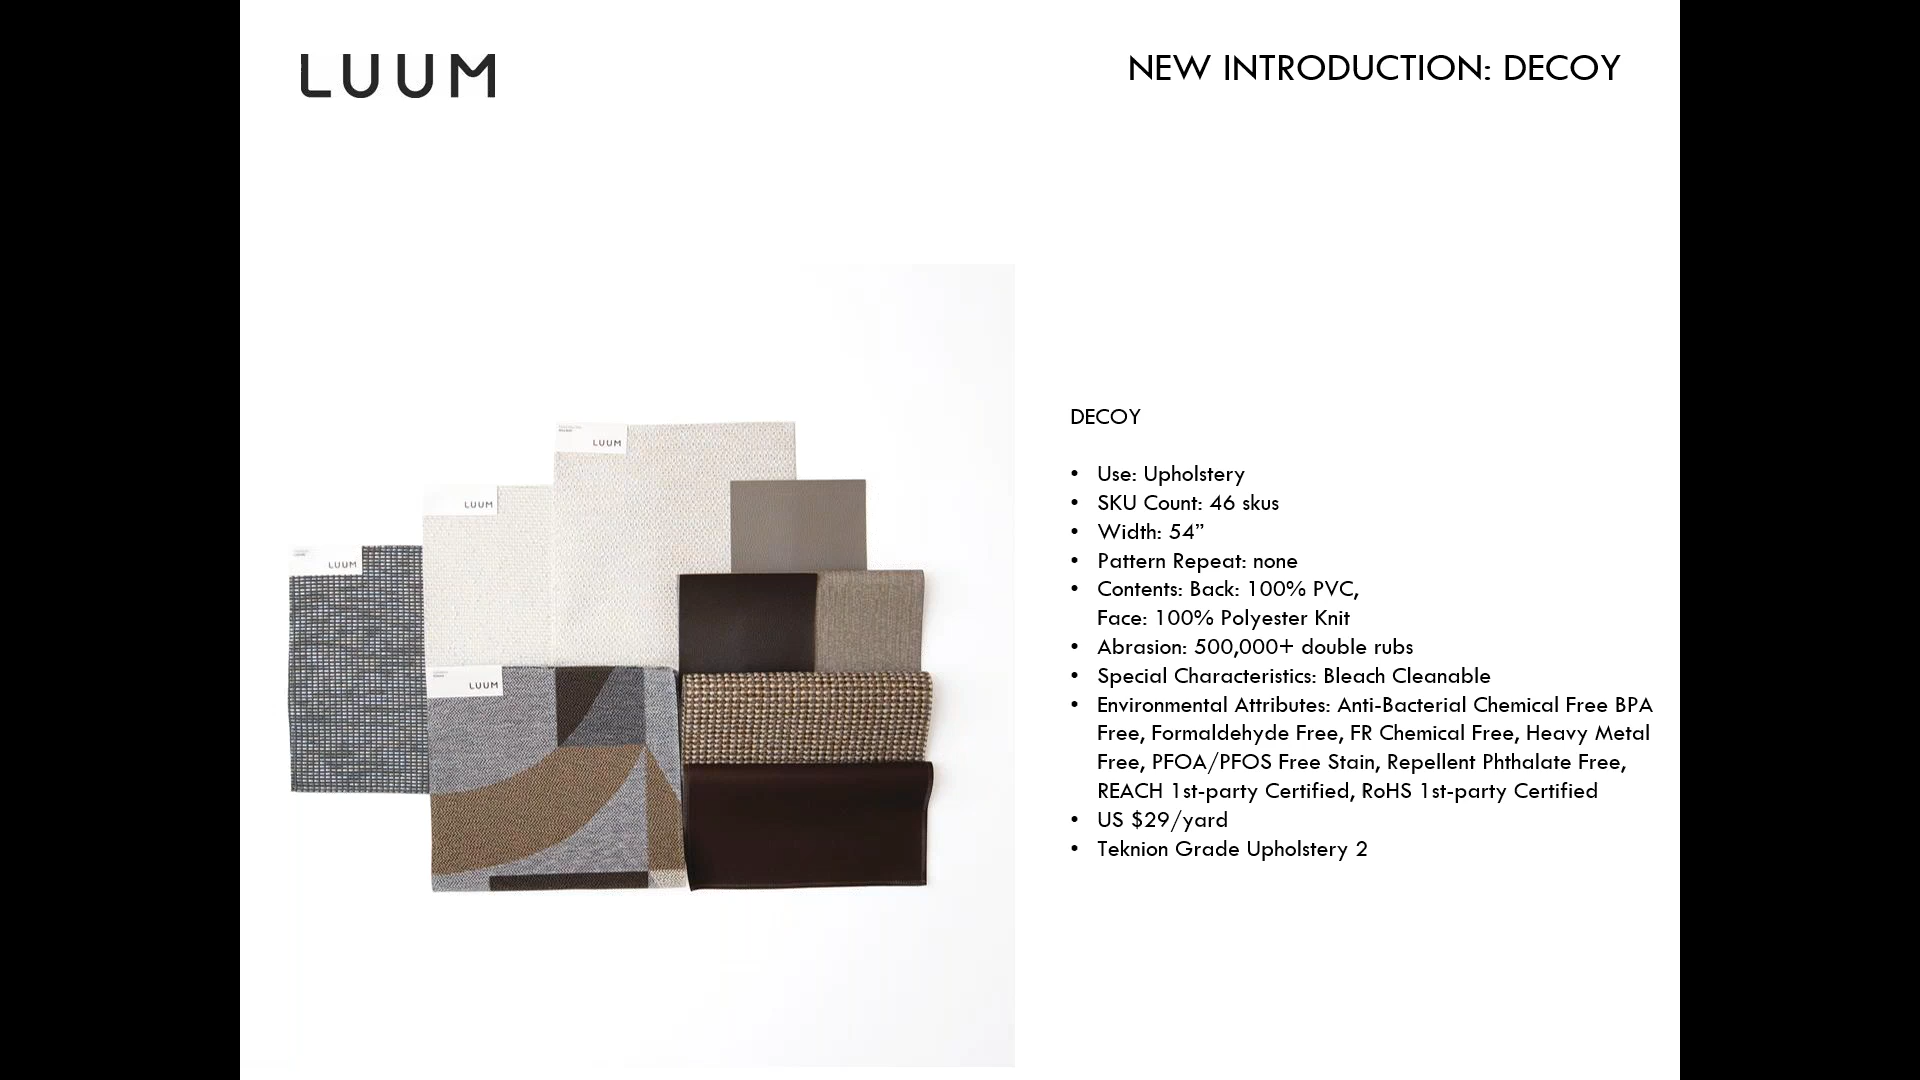 LUUM
NEW INTRODUCTION: DECOY
LUUM
LUUM
LUUM
LUUM
DECOY
• Use: Upholstery
• SKU Count: 46 skus
• Width: 54”
• Pattern Repeat: none
• Contents: Back: 100% PVC,
Face: 100% Polyester Knit
• Abrasion: 500,000+ double rubs
• Special Characteristics: Bleach Cleanable
• Environmental Attributes: Anti-Bacterial Chemical Free BPA
Free, Formaldehyde Free, FR Chemical Free, Heavy Metal
Free, PFOA/PFOS Free Stain, Repellent Phthalate Free,
REACH 1st-party Certified, RoHS 1st-party Certified
• US $29/yard
• Teknion Grade Upholstery 2